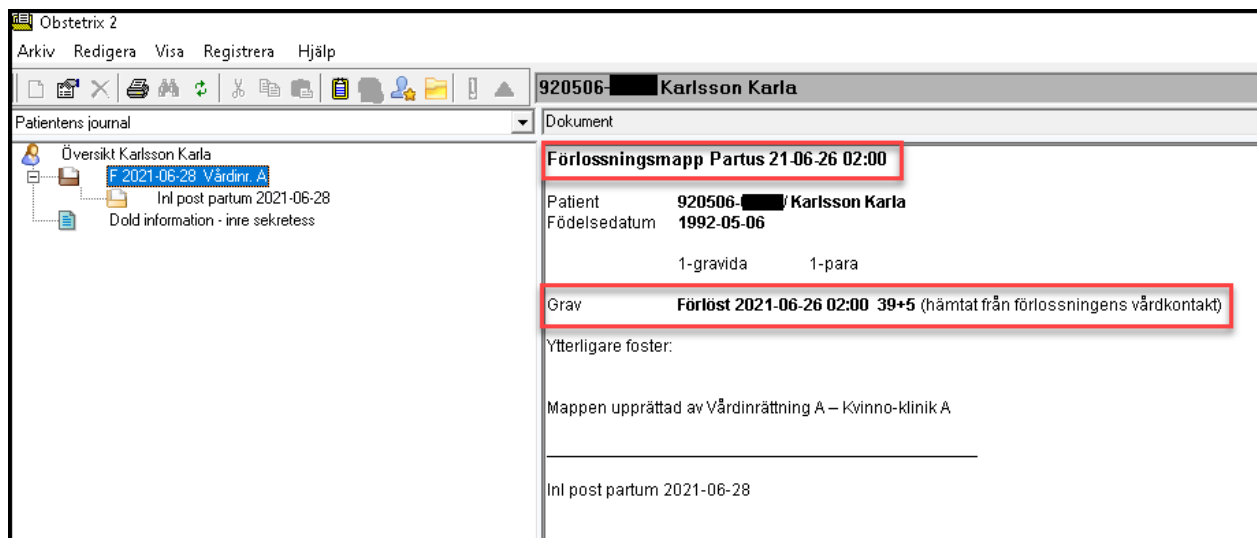 Obstetrix 2
Arkiv Redigera Visa Registrera Hjälp
920506- Karlsson Karla
Patientens journal
Dokument
Översikt Karlsson Karla
F 2021-06-28 Vårdinr. A
Inl post partum 2021-06-28
Dold information - inre sekretess
Förlossningsmapp Partus 21-06-26 02:00
Patient 920506- / Karlsson Karla
Födelsedatum 1992-05-06
1-gravida 1-para
Grav Förlöst 2021-06-26 02:00 39+5 (hämtat från förlossningens vårdkontakt)
Ytterligare foster:
Mappen upprättad av Vårdinrättning A – Kvinno-klinik A
Inl post partum 2021-06-28